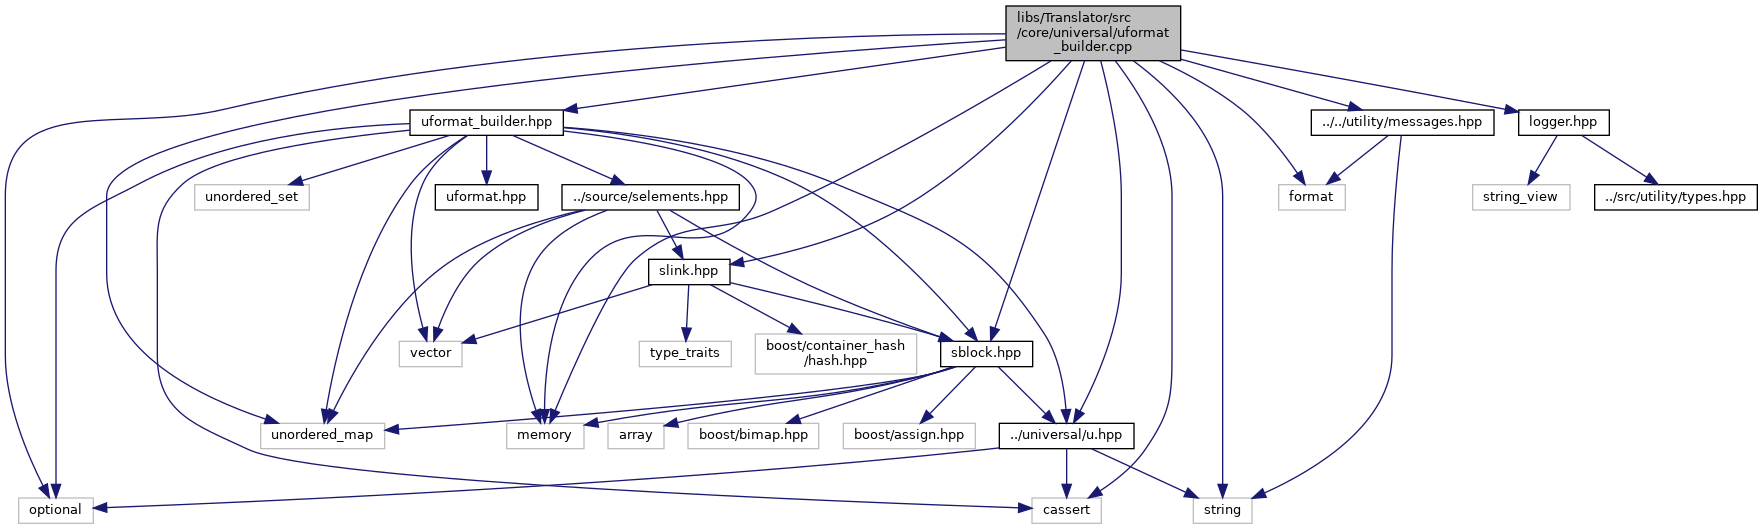 libs/Translator/src
/core/universal/uformat
_builder.cpp
uformat_builder.hpp
../../utility/messages.hpp
logger.hpp
unordered_set
uformat.hpp
../source/selements.hpp
format
string_view
../src/utility/types.hpp
slink.hpp
vector
type_traits
boost/container_hash
/hash.hpp
sblock.hpp
unordered_map
memory
array
boost/bimap.hpp
boost/assign.hpp
../universal/u.hpp
optional
cassert
string